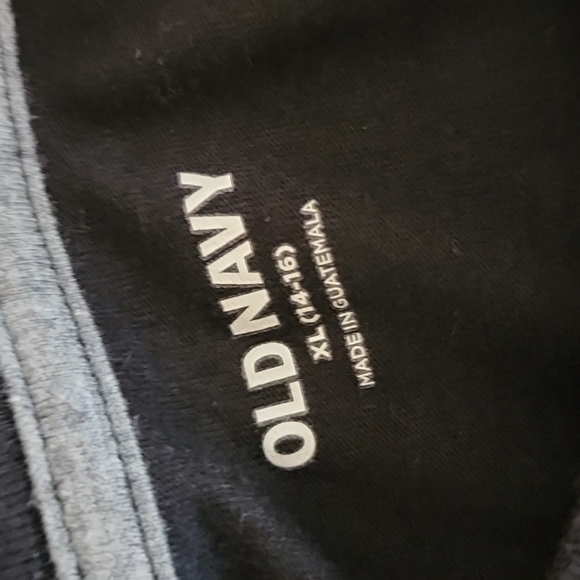 OLD NAVY
XL (14-16)
MADE IN GUATEMALA